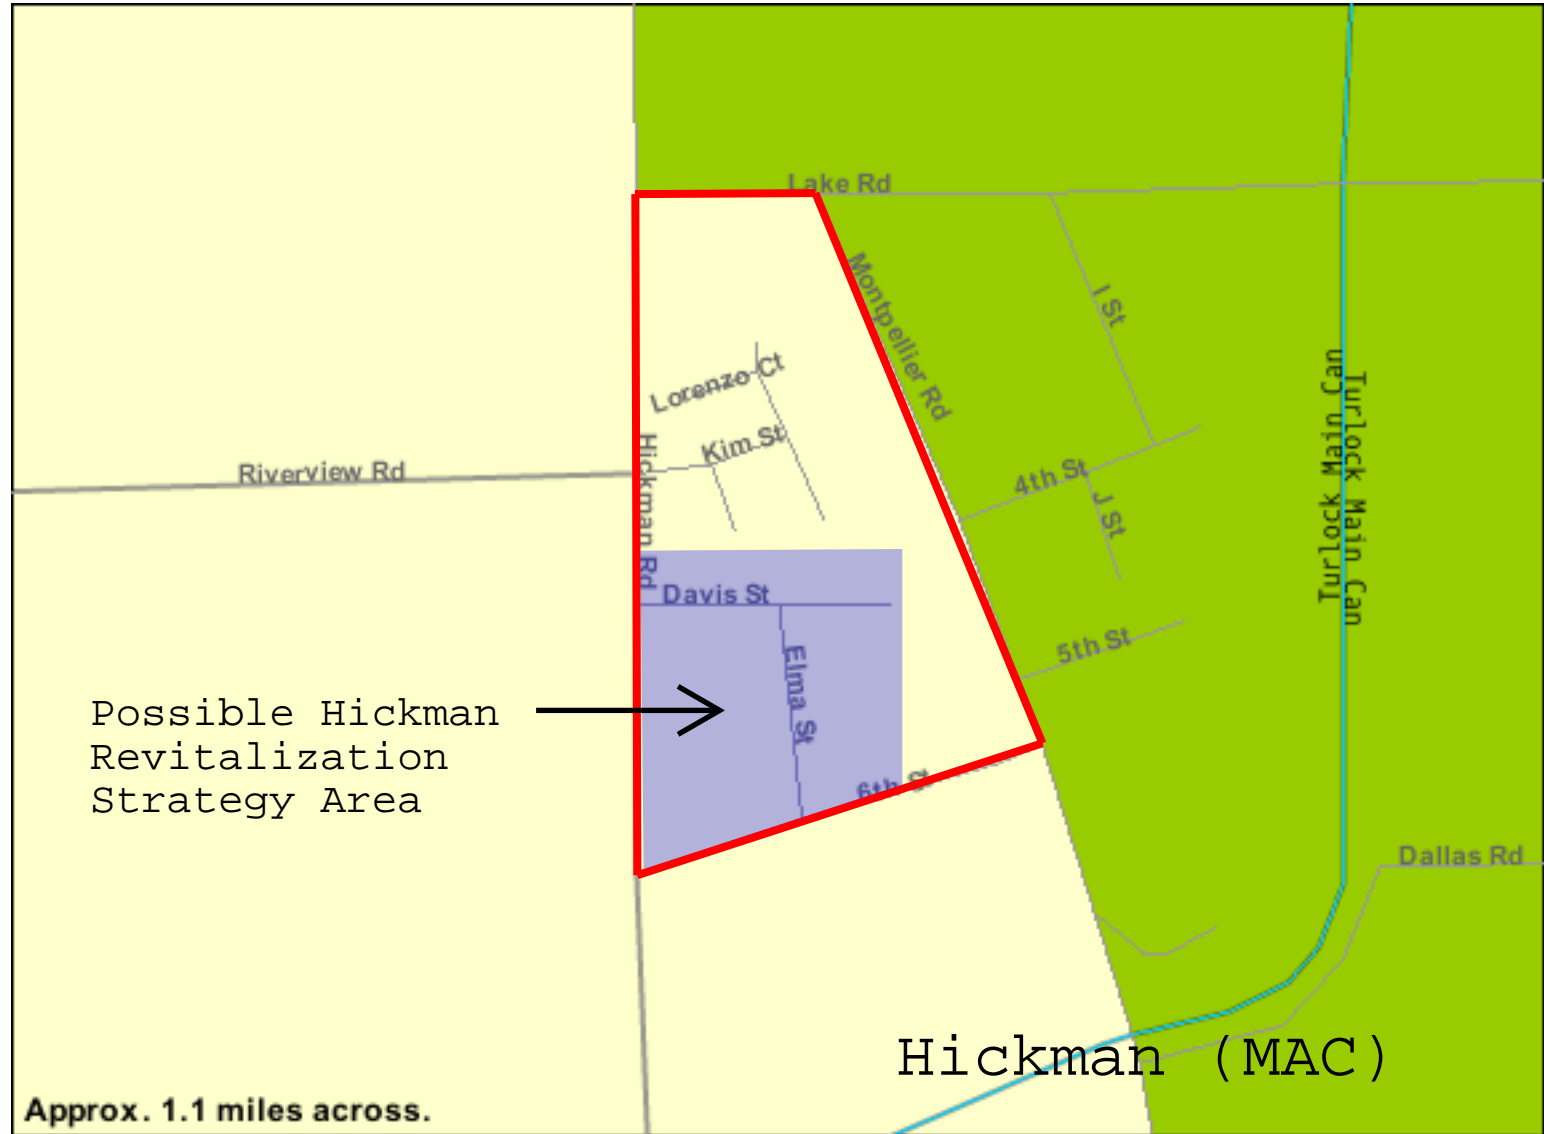 Lake Rd
Montpellier Rd
I St
Lorenzo Ct
Kim St
Hickman Rd
Riverview Rd
4th St
J St
Turlock Main Can
Turlock Main Can
Davis St
5th St
Elma St
Possible Hickman
Revitalization
Strategy Area
6th St
Dallas Rd
Hickman (MAC)
Approx. 1.1 miles across.